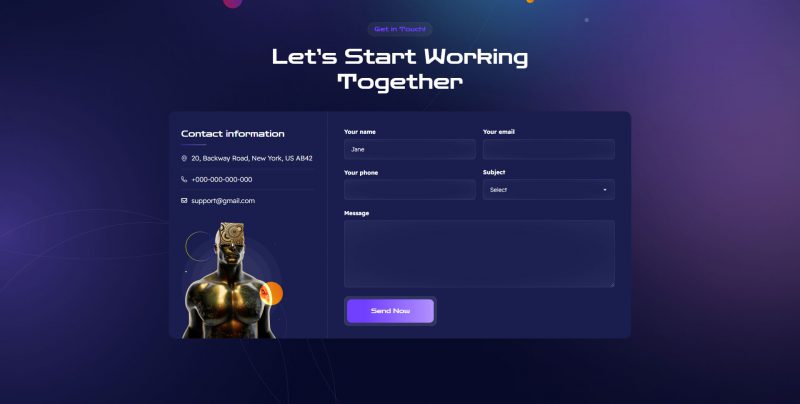 Get in Touch!
Let's Start Working
Together
Contact information
20, Backway Road, New York, US AB42
+000-000-000-000
support@gmail.com
Your name
Your email
Jane
Your phone
Subject
Select
Message
Send Now